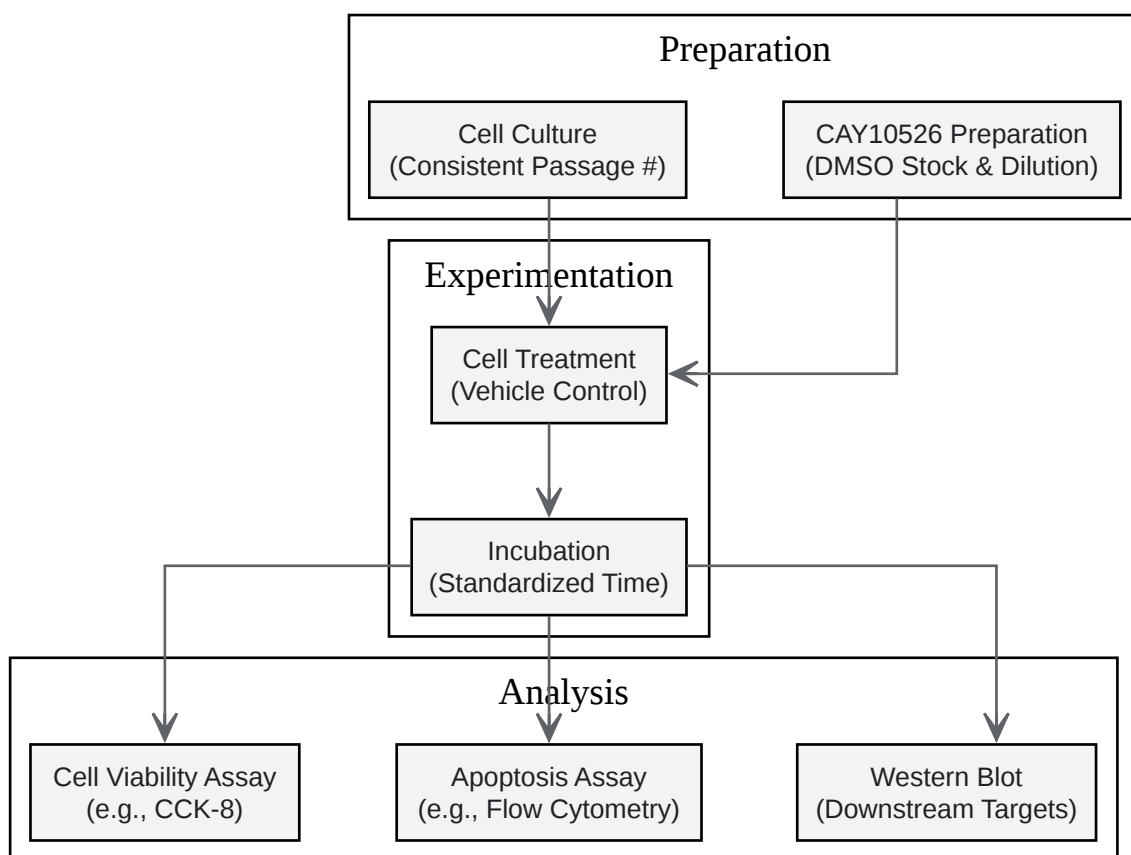 Preparation
Cell Culture
(Consistent Passage #)
CAY10526 Preparation
(DMSO Stock & Dilution)
Experimentation
Cell Treatment
(Vehicle Control)
Incubation
(Standardized Time)
Analysis
Cell Viability Assay
(e.g., CCK-8)
Apoptosis Assay
(e.g., Flow Cytometry)
Western Blot
(Downstream Targets)